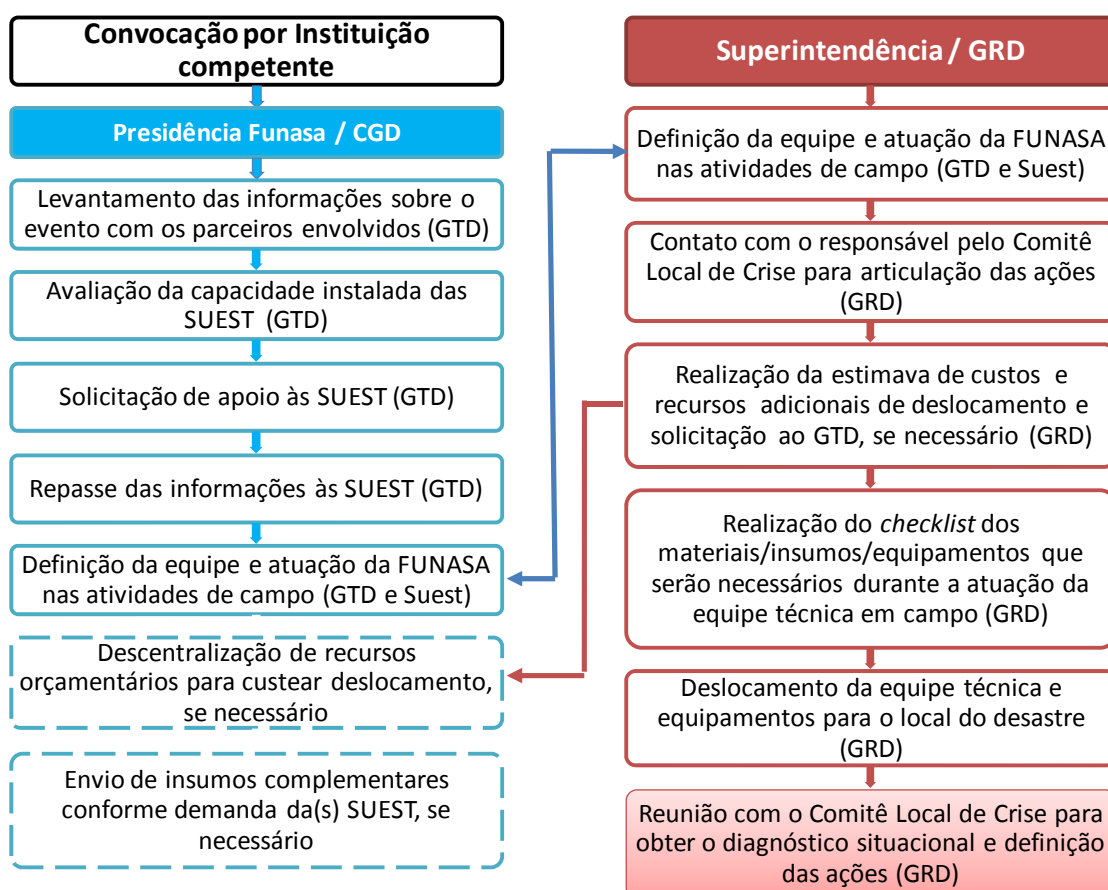 Convocação por Instituição
competente
Presidência Funasa / CGD
Levantamento das informações sobre o
evento com os parceiros envolvidos (GTD)
Avaliação da capacidade instalada das
SUEST (GTD)
Solicitação de apoio às SUEST (GTD)
Repasse das informações às SUEST (GTD)
Definição da equipe e atuação da FUNASA
nas atividades de campo (GTD e Suest)
Descentralização de recursos
orçamentários para custear deslocamento,
se necessário
Envio de insumos complementares
conforme demanda da(s) SUEST, se
necessário
Superintendência / GRD
Definição da equipe e atuação da FUNASA
nas atividades de campo (GTD e Suest)
Contato com o responsável pelo Comitê
Local de Crise para articulação das ações
(GRD)
Realização da estimava de custos e
recursos adicionais de deslocamento e
solicitação ao GTD, se necessário (GRD)
Realização do checklist dos
materiais/insumos/equipamentos que
serão necessários durante a atuação da
equipe técnica em campo (GRD)
Deslocamento da equipe técnica e
equipamentos para o local do desastre
(GRD)
Reunião com o Comitê Local de Crise para
obter o diagnóstico situacional e definição
das ações (GRD)